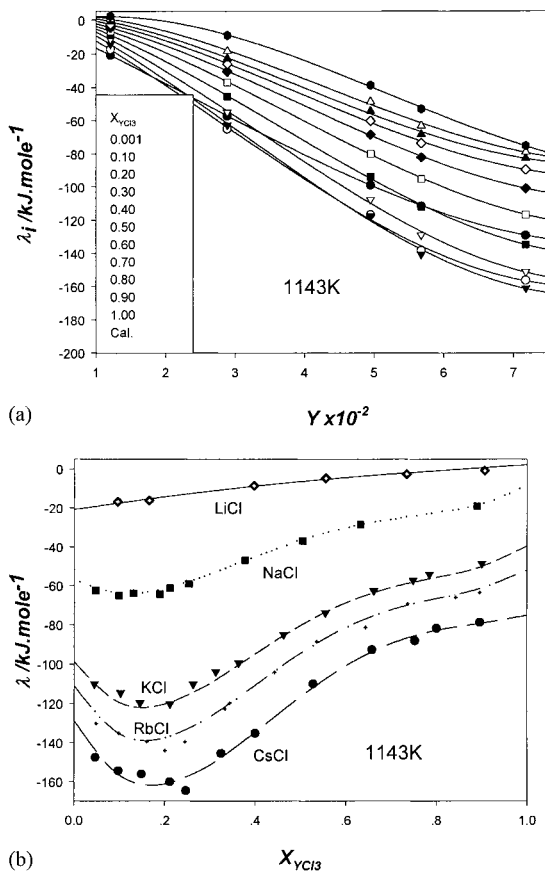 0
-20
-40
-60
-80
-100
-120
-140
-160
-180
-200
λi /kJ.mole-1
XYCl3
0.001
0.10
0.20
0.30
0.40
0.50
0.60
0.70
0.80
0.90
1.00
Cal.
1143K
1 2 3 4 5 6 7
(a)
Y x10-2
0
-20
-40
-60
-80
-100
-120
-140
-160
λ /kJ.mole-1
LiCl
NaCl
KCl
RbCl
CsCl
1143K
0.0 .2 .4 .6 .8 1.0
(b)
XYCl3